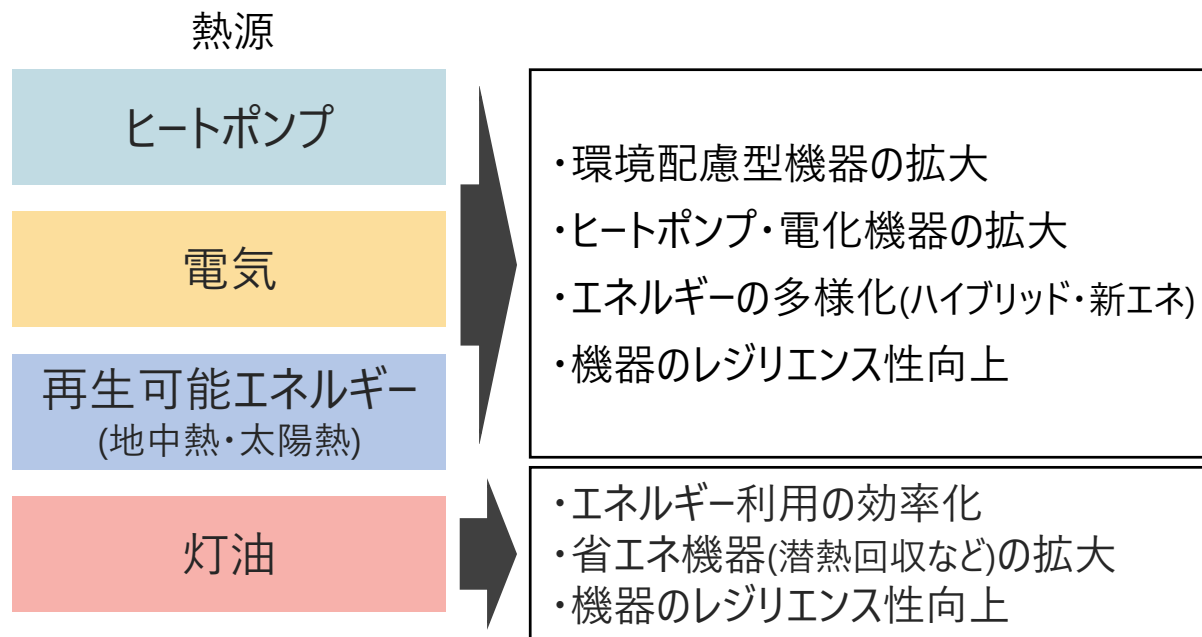 熱源
ヒートポンプ
電気
再生可能エネルギー
(地中熱・太陽熱)
灯油
・環境配慮型機器の拡大
・ヒートポンプ・電化機器の拡大
・エネルギーの多様化(ハイブリッド・新エネ)
・機器のレジリエンス性向上
・エネルギー利用の効率化
・省エネ機器(潜熱回収など)の拡大
・機器のレジリエンス性向上